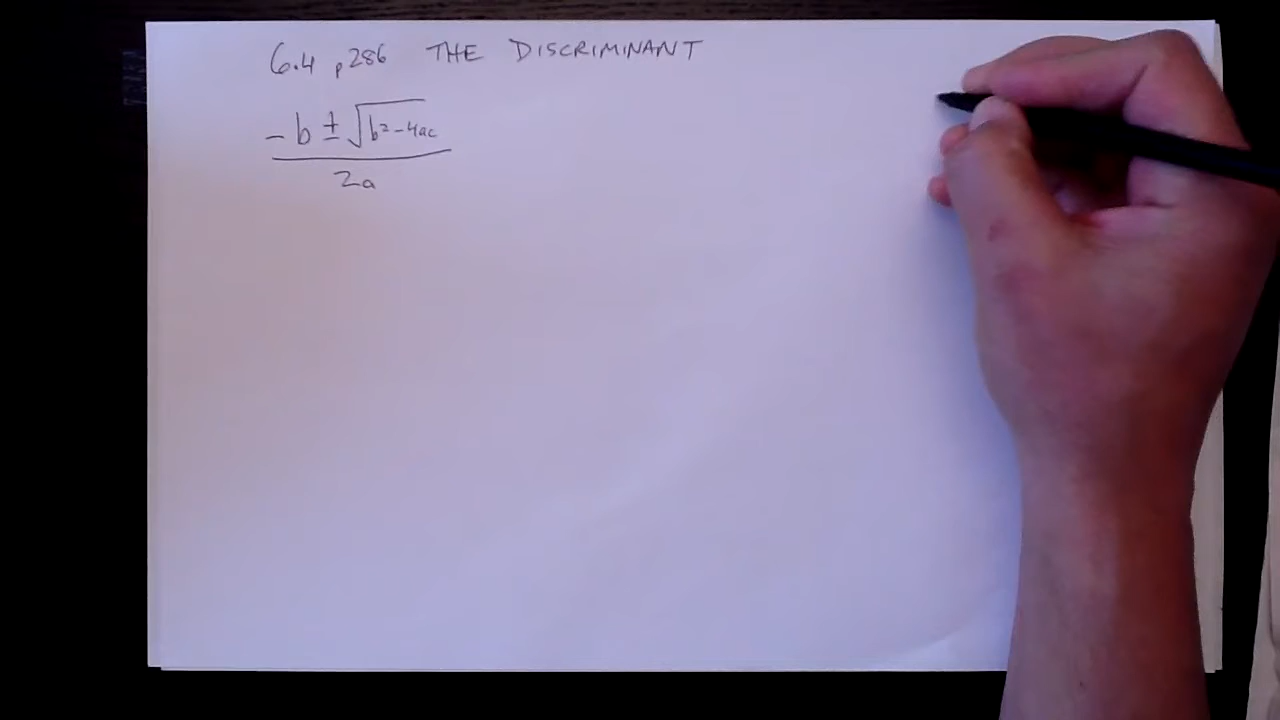 6.4 p286 THE DISCRIMINANT
-b ± √b²-4ac
2a